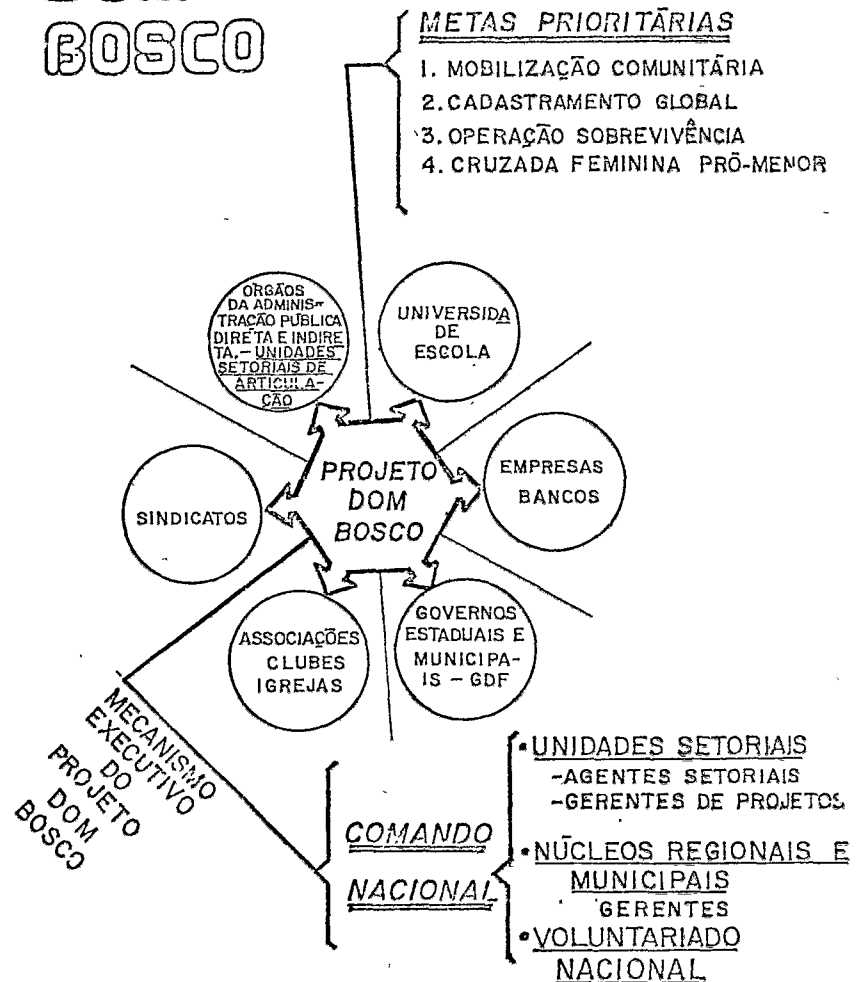 BOSCO
METAS PRIORITÁRIAS
1. MOBILIZAÇÃO COMUNITÁRIA
2. CADASTRAMENTO GLOBAL
3. OPERAÇÃO SOBREVIVÊNCIA
4. CRUZADA FEMININA PRÓ-MENOR
ORGÃOS
DA ADMINIS-
TRAÇÃO PUBLICA
DIRETA E INDIRE
TA.- UNIDADES
SETORIAIS DE
ARTICULA-
ÇÃO
UNIVERSIDA
DE
ESCOLA
SINDICATOS
PROJETO
DOM
BOSCO
EMPRESAS
BANCOS
ASSOCIAÇÕES
CLUBES
IGREJAS
GOVERNOS
ESTADUAIS E
MUNICIPA-
IS - GDF
MECANISMO
EXECUTIVO
DO
PROJETO
DOM
BOSCO
COMANDO
NACIONAL
•UNIDADES SETORIAIS
-AGENTES SETORIAIS
-GERENTES DE PROJETOS
•NÚCLEOS REGIONAIS E
MUNICIPAIS
GERENTES
•VOLUNTARIADO
NACIONAL